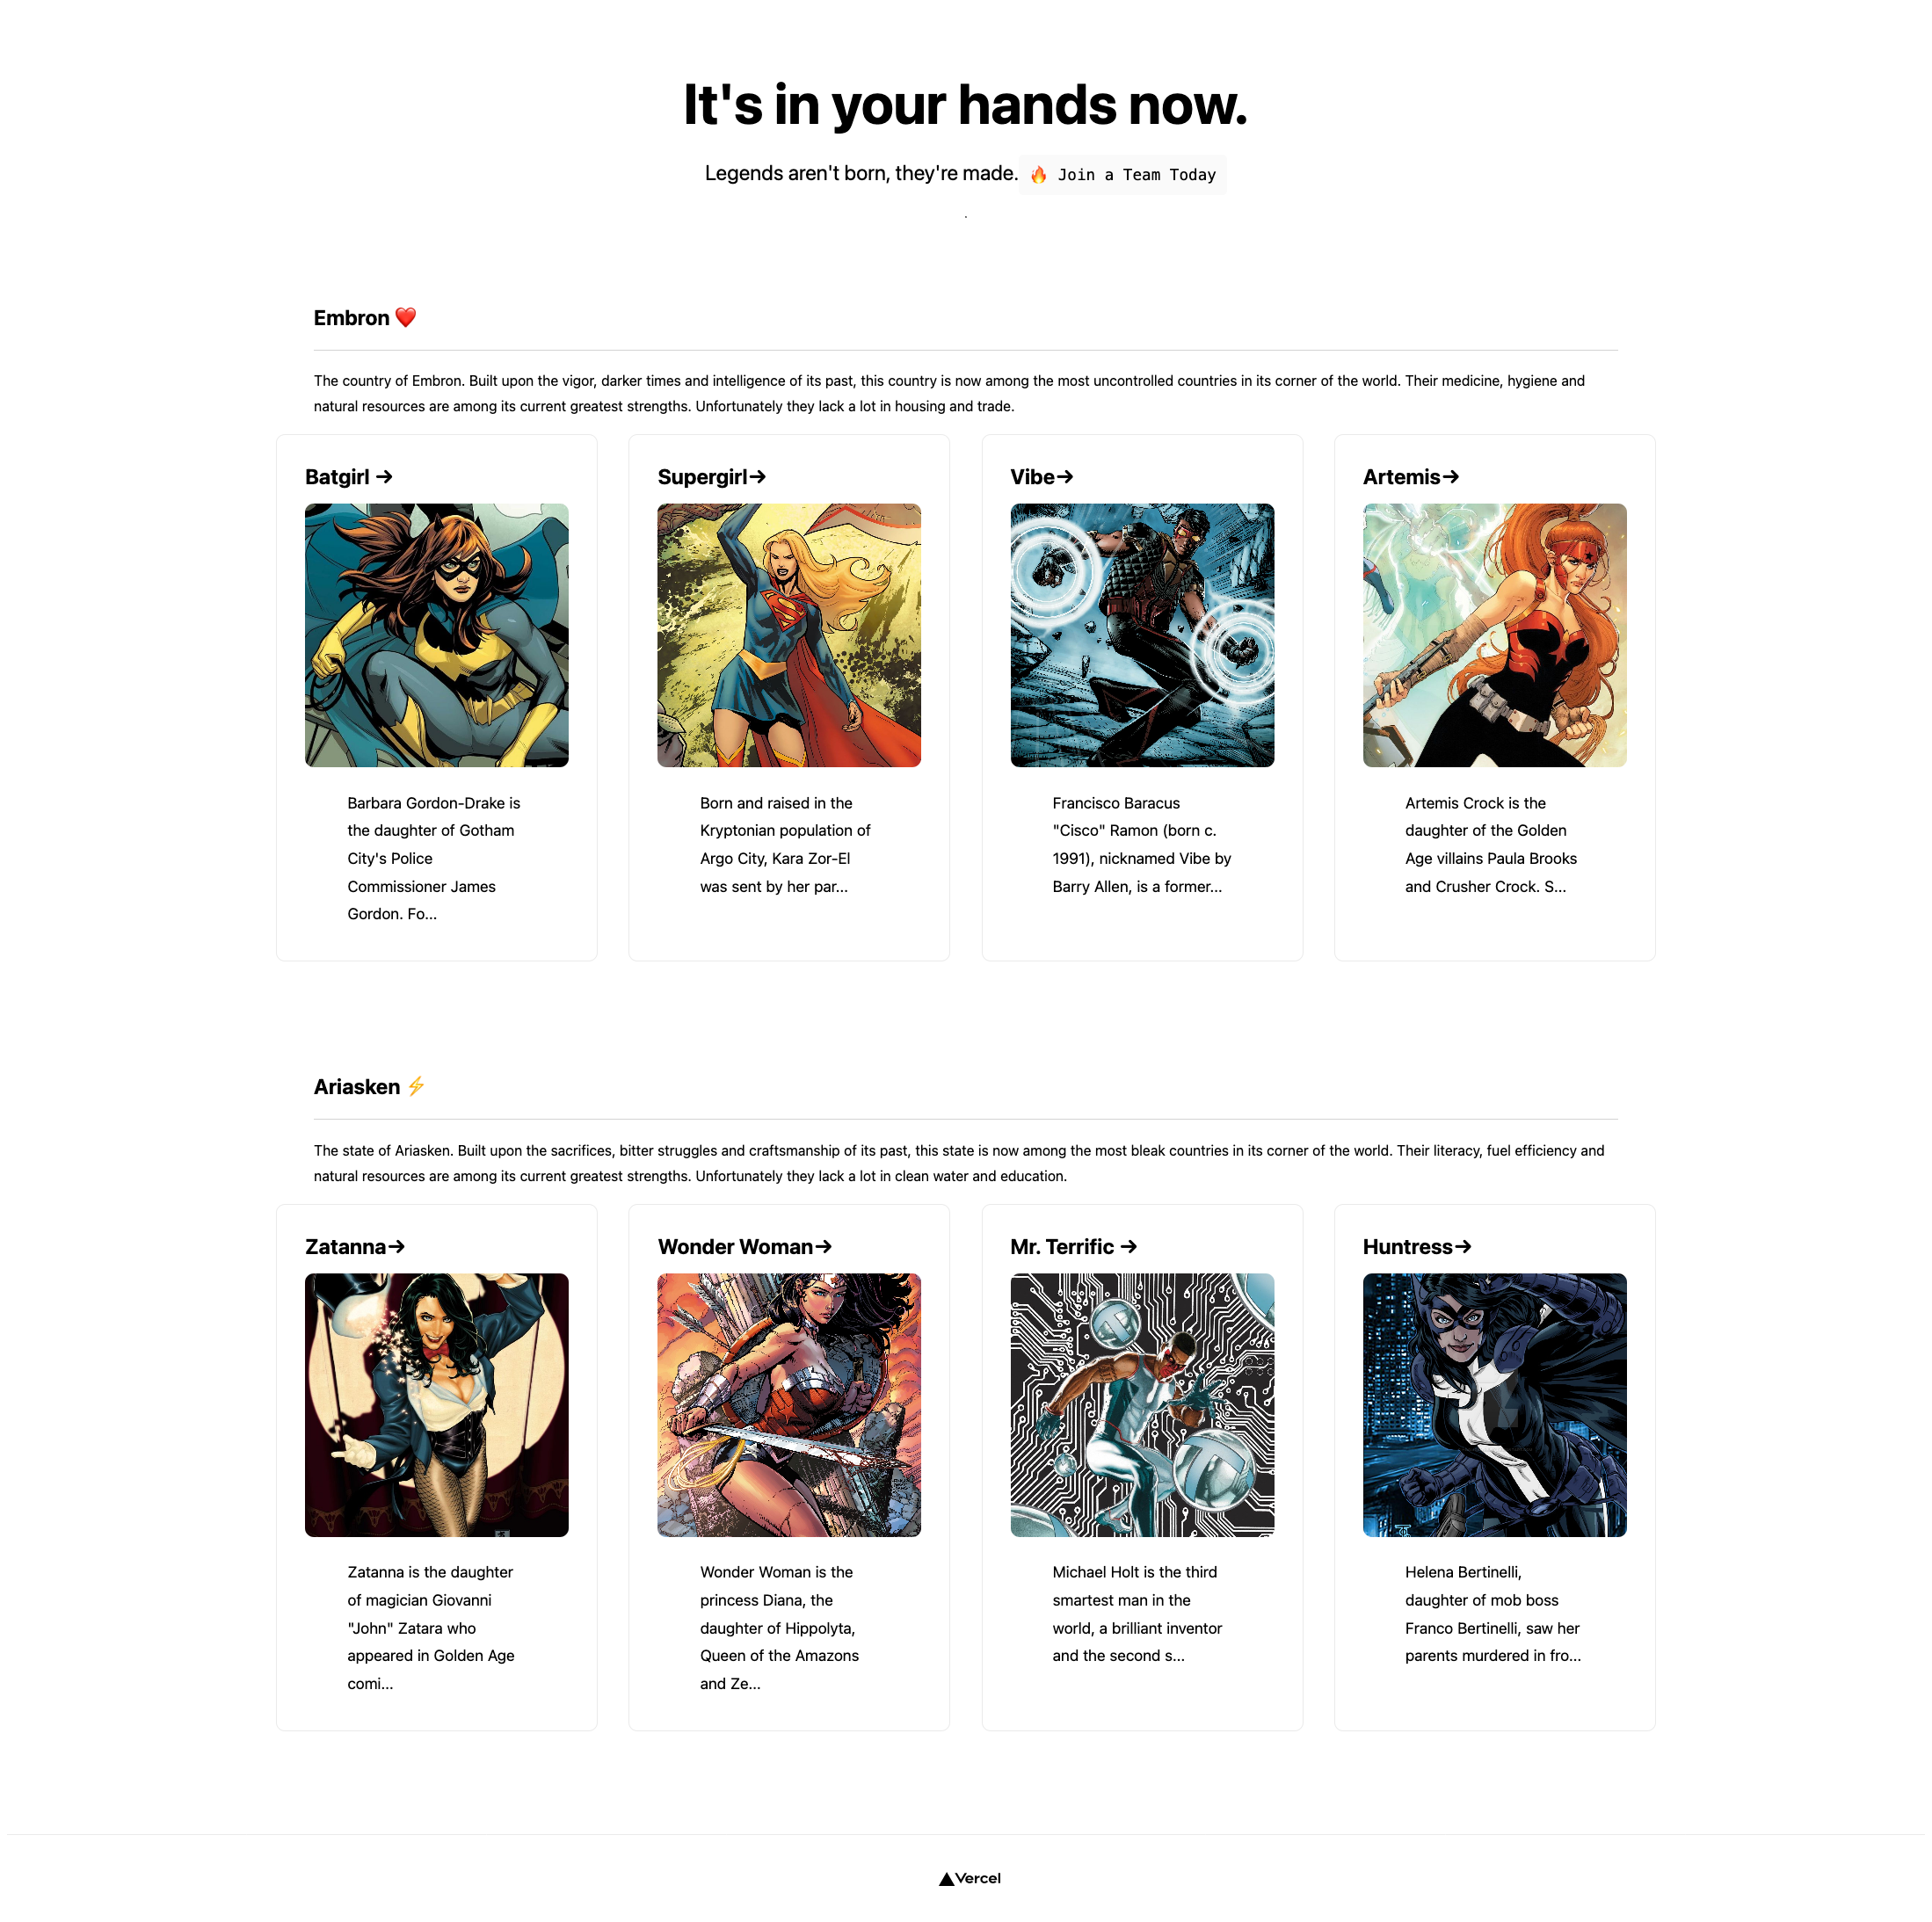 It's in your hands now.
Legends aren't born, they're made. 🔥 Join a Team Today
.
Embron ❤️
The country of Embron. Built upon the vigor, darker times and intelligence of its past, this country is now among the most uncontrolled countries in its corner of the world. Their medicine, hygiene and
natural resources are among its current greatest strengths. Unfortunately they lack a lot in housing and trade.
Batgirl →
Barbara Gordon-Drake is
the daughter of Gotham
City's Police
Commissioner James
Gordon. Fo...
Supergirl→
Born and raised in the
Kryptonian population of
Argo City, Kara Zor-El
was sent by her par...
Vibe→
Francisco Baracus
"Cisco" Ramon (born c.
1991), nicknamed Vibe by
Barry Allen, is a former...
Artemis→
Artemis Crock is the
daughter of the Golden
Age villains Paula Brooks
and Crusher Crock. S...
Ariasken ⚡
The state of Ariasken. Built upon the sacrifices, bitter struggles and craftsmanship of its past, this state is now among the most bleak countries in its corner of the world. Their literacy, fuel efficiency and
natural resources are among its current greatest strengths. Unfortunately they lack a lot in clean water and education.
Zatanna→
Zatanna is the daughter
of magician Giovanni
"John" Zatara who
appeared in Golden Age
comi...
Wonder Woman→
Wonder Woman is the
princess Diana, the
daughter of Hippolyta,
Queen of the Amazons
and Ze...
Mr. Terrific →
Michael Holt is the third
smartest man in the
world, a brilliant inventor
and the second s...
Huntress→
Helena Bertinelli,
daughter of mob boss
Franco Bertinelli, saw her
parents murdered in fro...
▲Vercel